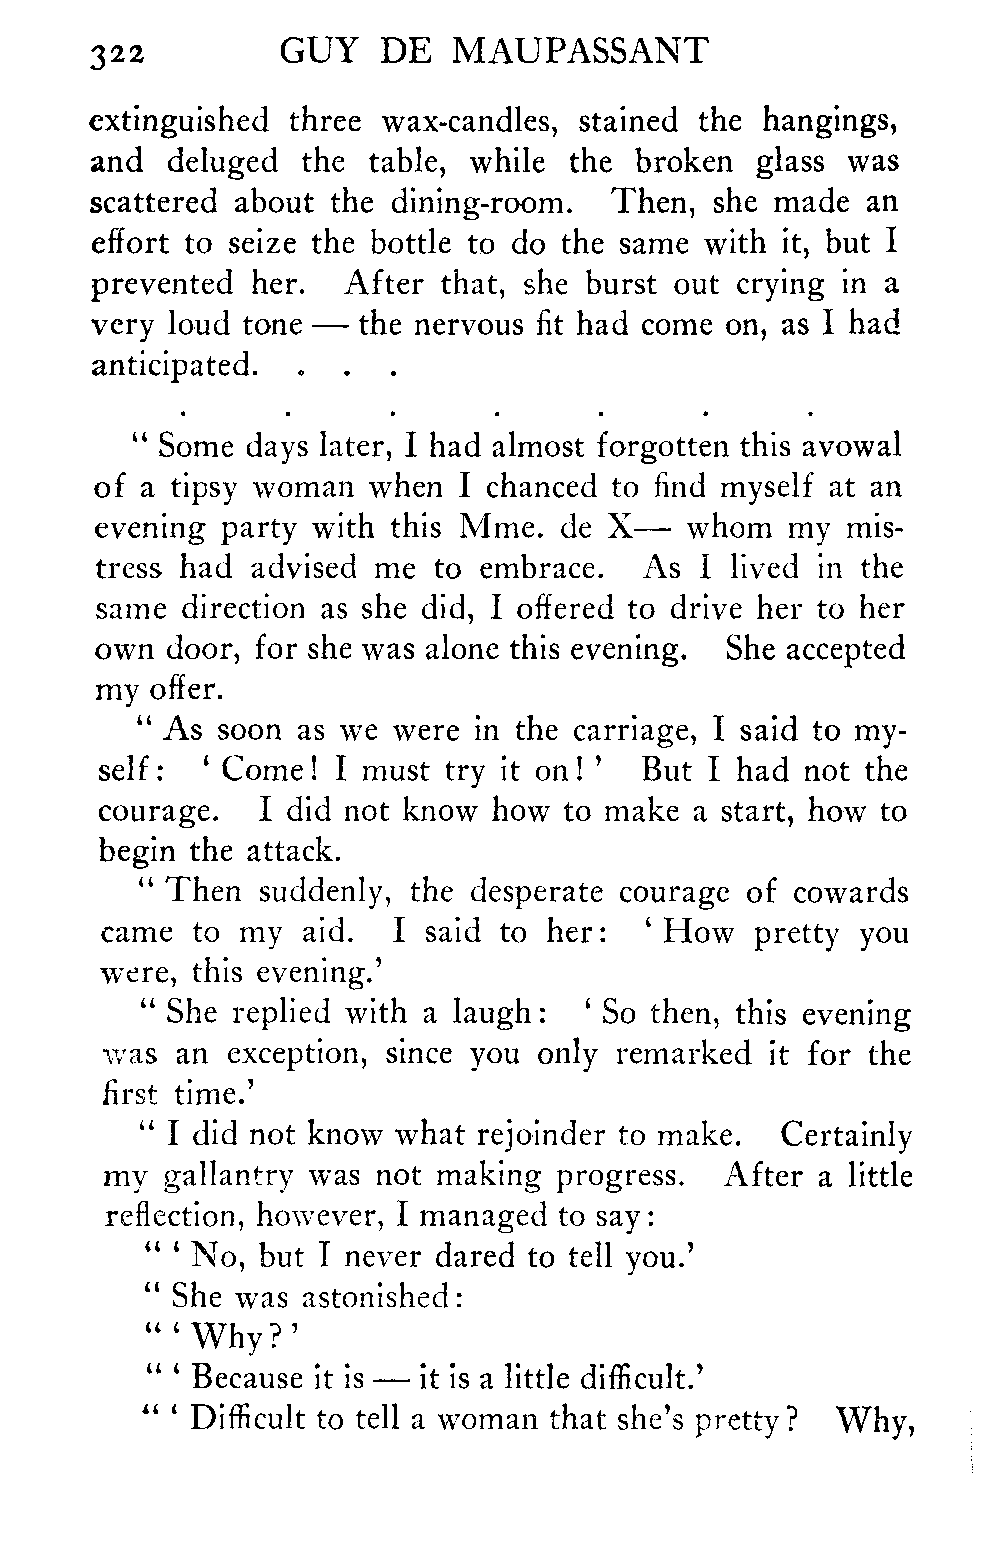 322 GUY DE MAUPASSANT
extinguished three wax-candles, stained the hangings,
and deluged the table, while the broken glass was
scattered about the dining-room. Then, she made an
effort to seize the bottle to do the same with it, but I
prevented her. After that, she burst out crying in a
very loud tone — the nervous fit had come on, as I had
anticipated. . . .
. . . . . . .
“ Some days later, I had almost forgotten this avowal
of a tipsy woman when I chanced to find myself at an
evening party with this Mme. de X— whom my mis-
tress had advised me to embrace. As I lived in the
same direction as she did, I offered to drive her to her
own door, for she was alone this evening. She accepted
my offer.
“ As soon as we were in the carriage, I said to my-
self: ‘ Come! I must try it on! ’ But I had not the
courage. I did not know how to make a start, how to
begin the attack.
“ Then suddenly, the desperate courage of cowards
came to my aid. I said to her: ‘ How pretty you
were, this evening.’
“ She replied with a laugh: ‘ So then, this evening
was an exception, since you only remarked it for the
first time.’
“ I did not know what rejoinder to make. Certainly
my gallantry was not making progress. After a little
reflection, however, I managed to say:
“ ‘ No, but I never dared to tell you.’
“ She was astonished:
“ ‘ Why? ’
“ ‘ Because it is — it is a little difficult.’
“ ‘ Difficult to tell a woman that she’s pretty? Why,